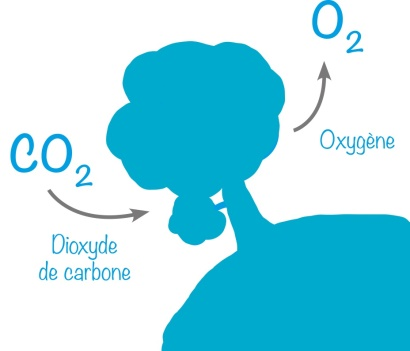 O₂
Oxygène
CO₂
Dioxyde
de carbone